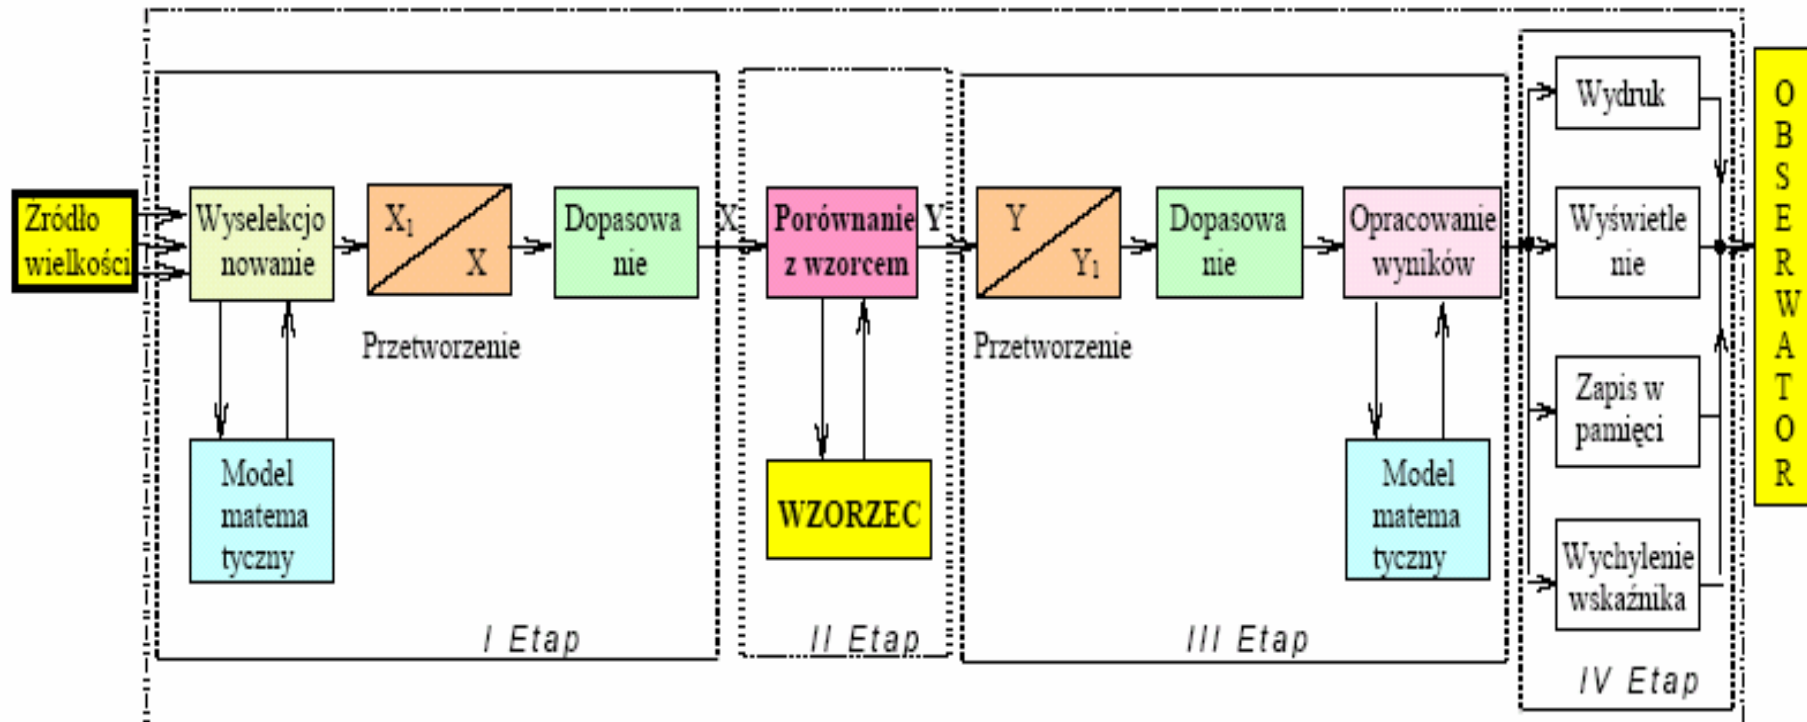 Źródło
wielkości
Wyselekcjo
nowanie
Model
matema
tyczny
X₁
X
Przetworzenie
Dopasowa
nie
I Etap
X
Porównanie
z wzorcem
WZORZEC
II Etap
Y
Y
Y₁
Przetworzenie
Dopasowa
nie
Opracowanie
wyników
Model
matema
tyczny
III Etap
Wydruk
Wyświetle
nie
Zapis w
pamięci
Wychylenie
wskaźnika
IV Etap
O
B
S
E
R
W
A
T
O
R